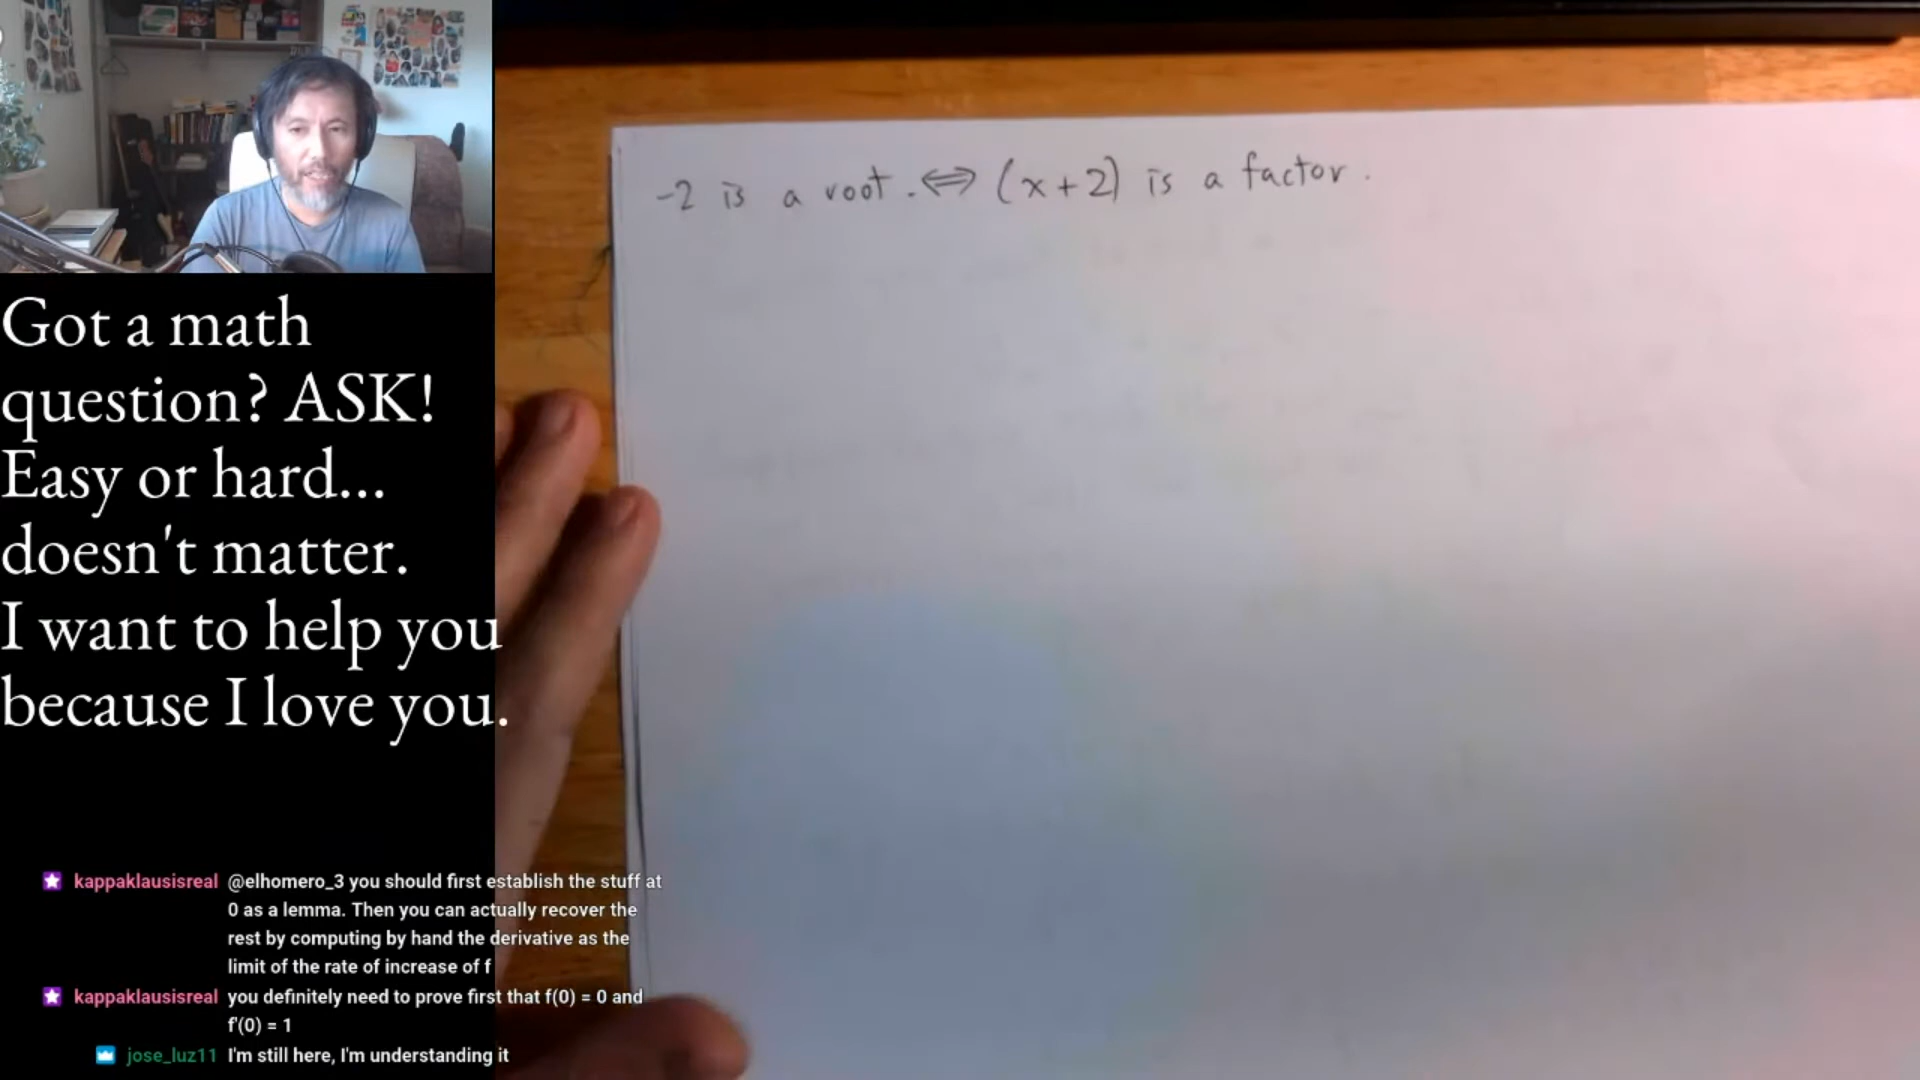 -2 is a root. ⟺ (x+2) is a factor.
Got a math
question? ASK!
Easy or hard...
doesn't matter.
I want to help you
because I love you.
kappaklausisreal @elhomero_3 you should first establish the stuff at
0 as a lemma. Then you can actually recover the
rest by computing by hand the derivative as the
limit of the rate of increase of f
kappaklausisreal you definitely need to prove first that f(0) = 0 and
f'(0) = 1
jose_luz11 I'm still here, I'm understanding it